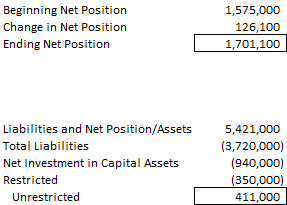 Beginning Net Position 1,575,000
Change in Net Position 126,100
Ending Net Position 1,701,100
Liabilities and Net Position/Assets 5,421,000
Total Liabilities (3,720,000)
Net Investment in Capital Assets (940,000)
Restricted (350,000)
Unrestricted 411,000